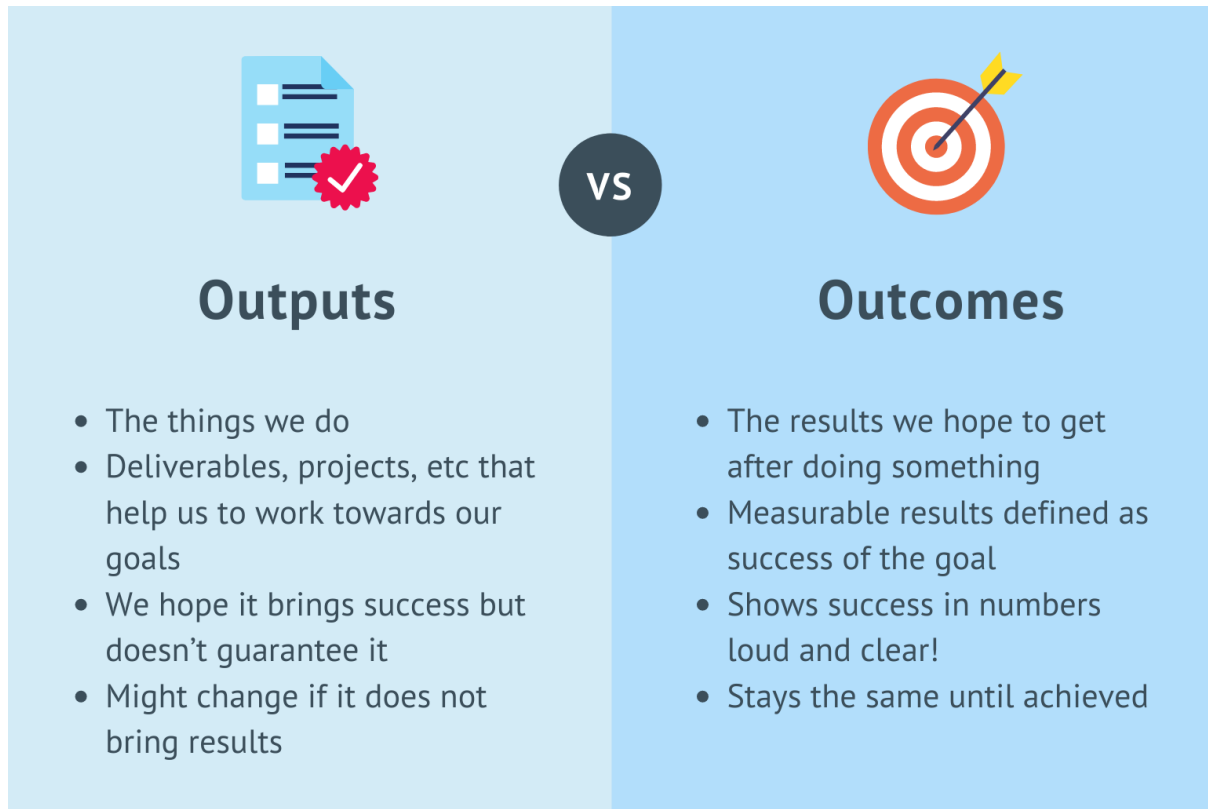 VS
Outputs
• The things we do
• Deliverables, projects, etc that
help us to work towards our
goals
• We hope it brings success but
doesn’t guarantee it
• Might change if it does not
bring results
Outcomes
• The results we hope to get
after doing something
• Measurable results defined as
success of the goal
• Shows success in numbers
loud and clear!
• Stays the same until achieved